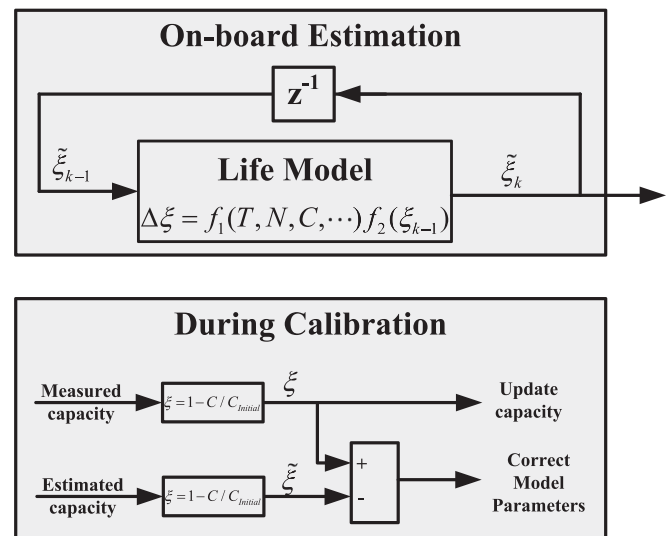 On-board Estimation
z⁻¹
ξ̃ₖ₋₁
Life Model
ξ̃ₖ
Δξ = f₁(T, N, C, ⋯) f₂(ξₖ₋₁)
During Calibration
Measured
capacity
ξ = 1 − C / C_Initial
ξ
Update
capacity
+
-
Estimated
capacity
ξ = 1 − C / C_Initial
ξ̃
Correct
Model
Parameters